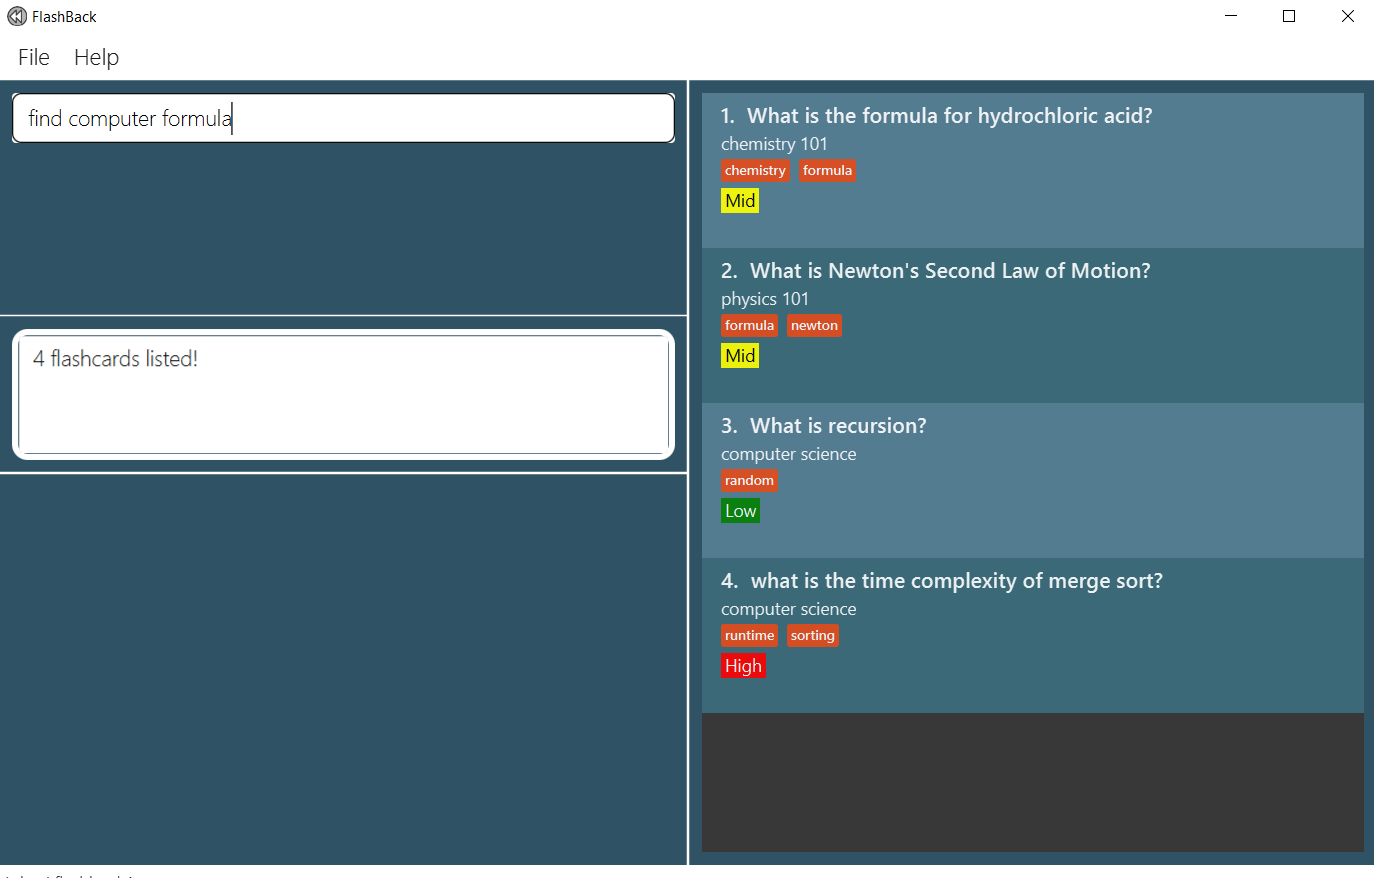 FlashBack
File Help
find computer formula
4 flashcards listed!
1. What is the formula for hydrochloric acid?
chemistry 101
chemistry formula
Mid
2. What is Newton's Second Law of Motion?
physics 101
formula newton
Mid
3. What is recursion?
computer science
random
Low
4. what is the time complexity of merge sort?
computer science
runtime sorting
High